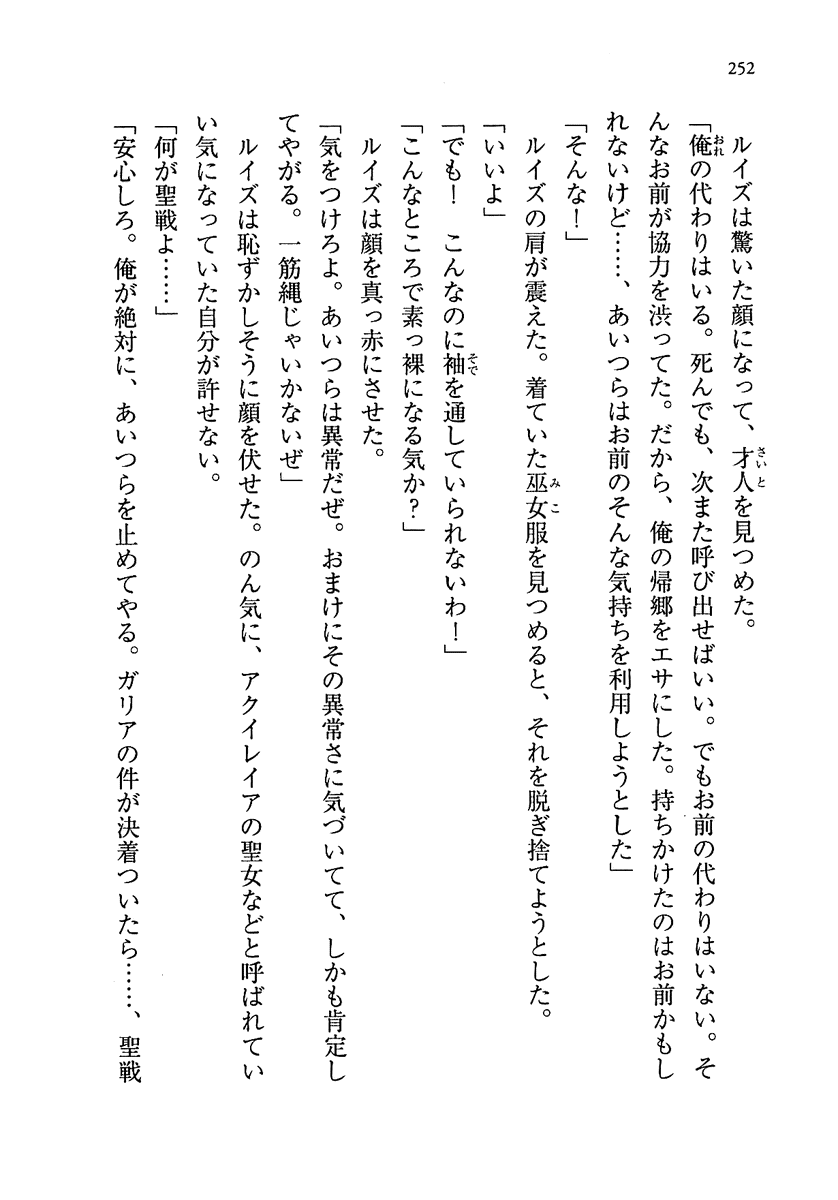 252
ルイズは驚いた顔になって、才人を見つめた。
「俺の代わりはいる。死んでも、次また呼び出せばいい。でもお前の代わりはいない。そ
んなお前が協力を渋ってた。だから、俺の帰郷をエサにした。持ちかけたのはお前かもし
れないけど……、あいつらはお前のそんな気持ちを利用しようとした」
「そんな！」
ルイズの肩が震えた。着ていた巫女服を見つめると、それを脱ぎ捨てようとした。
「いいよ」
「でも！　こんなのに袖を通していられないわ！」
「こんなところで素っ裸になる気か？」
ルイズは顔を真っ赤にさせた。
「気をつけろよ。あいつらは異常だぜ。おまけにその異常さに気づいてて、しかも肯定し
てやがる。一筋縄じゃいかないぜ」
ルイズは恥ずかしそうに顔を伏せた。のん気に、アクイレイアの聖女などと呼ばれてい
い気になっていた自分が許せない。
「何が聖戦よ……」
「安心しろ。俺が絶対に、あいつらを止めてやる。ガリアの件が決着ついたら……、聖戦